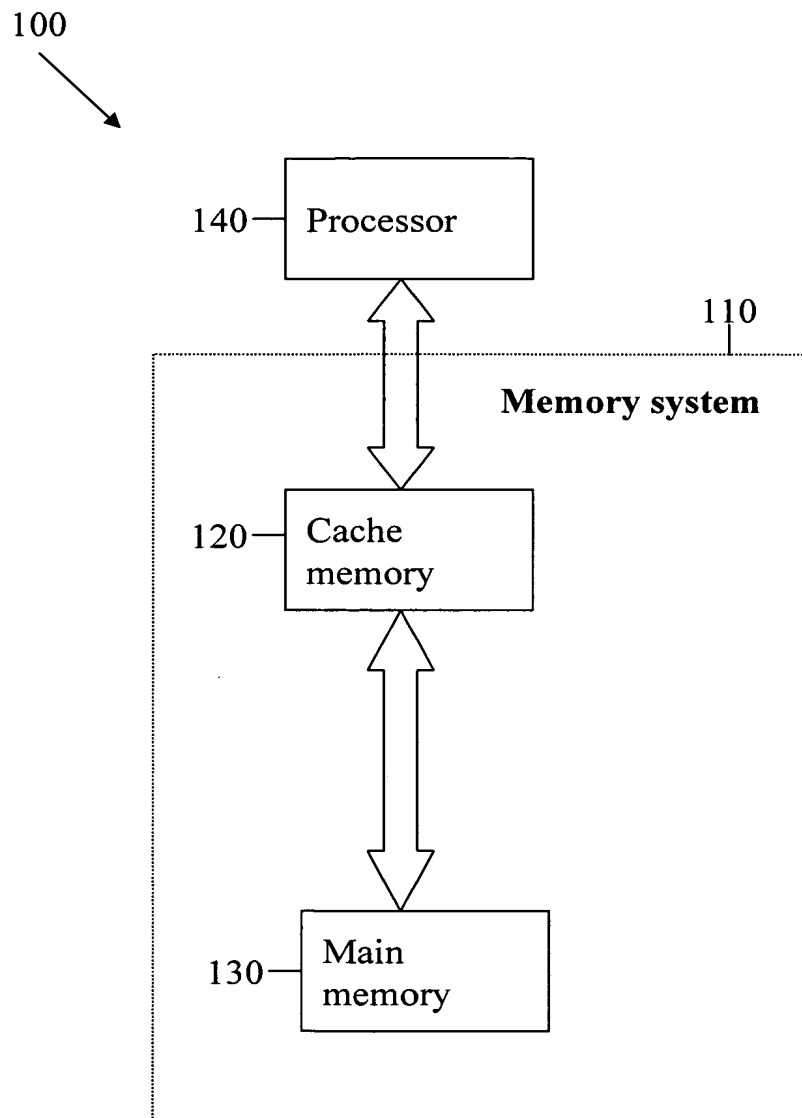 100
140
Processor
110
Memory system
120
Cache
memory
130
Main
memory